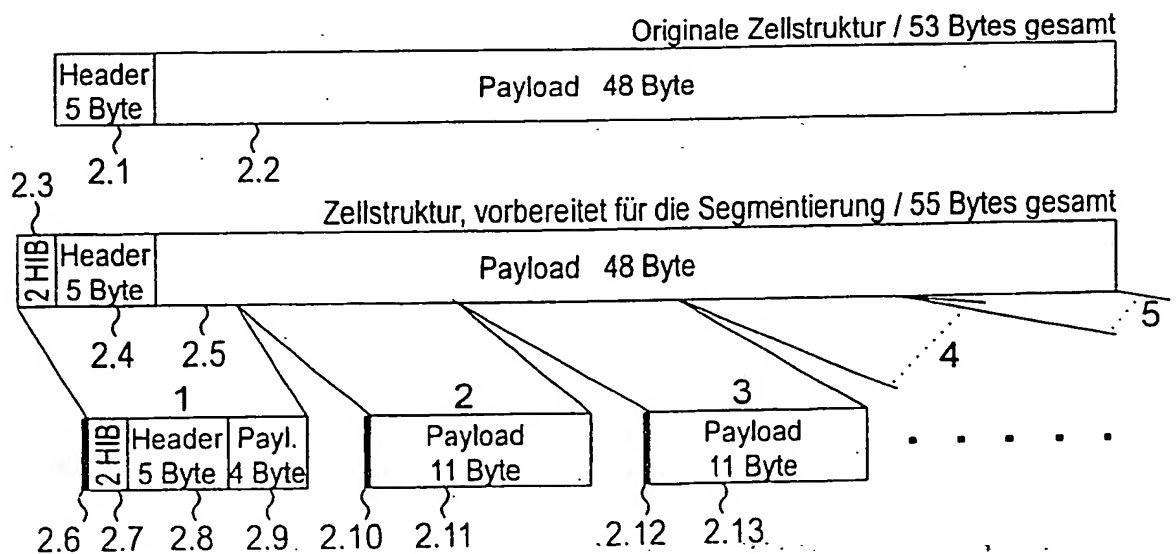 Originale Zellstruktur / 53 Bytes gesamt
Header
5 Byte
Payload 48 Byte
2.1
2.2
2.3
Zellstruktur, vorbereitet für die Segmentierung / 55 Bytes gesamt
2 HIB
Header
5 Byte
Payload 48 Byte
2.4
2.5
4
5
1
2
3
2 HIB
Header
5 Byte
Payl.
4 Byte
Payload
11 Byte
Payload
11 Byte
2.6
2.7
2.8
2.9
2.10
2.11
2.12
2.13